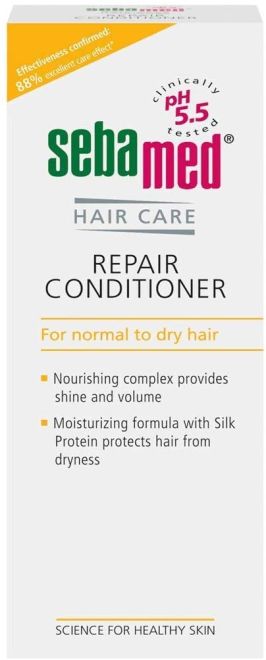 REPAIR
CONDITIONER
Effectiveness confirmed:
88% excellent care effect*
clinically
pH
5.5
tested
sebamed®
HAIR CARE
REPAIR
CONDITIONER
For normal to dry hair
▪ Nourishing complex provides
shine and volume
▪ Moisturizing formula with Silk
Protein protects hair from
dryness
SCIENCE FOR HEALTHY SKIN